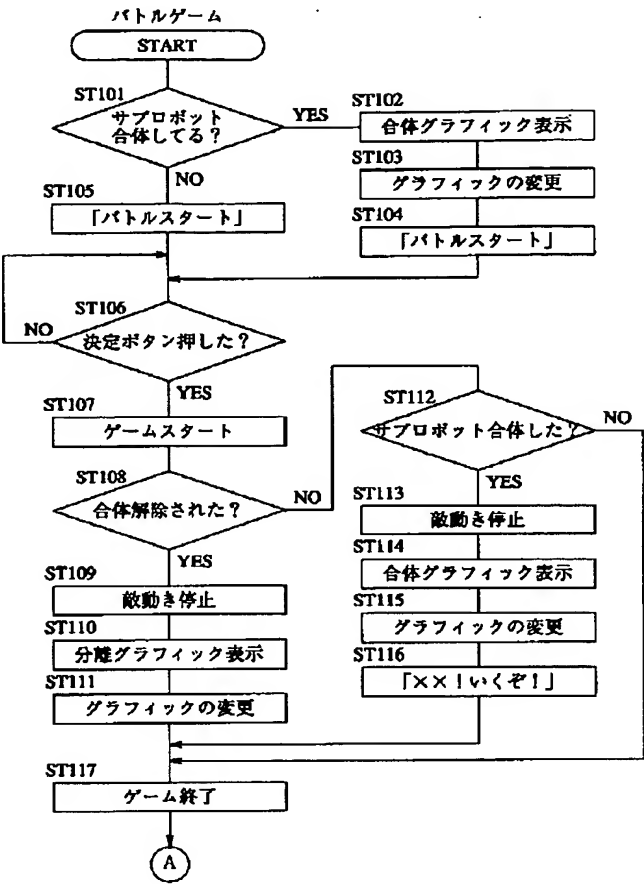 バトルゲーム
START
ST101
サブロボット
合体してる?
YES
NO
ST102
合体グラフィック表示
ST103
グラフィックの変更
ST104
「バトルスタート」
ST105
「バトルスタート」
ST106
決定ボタン押した?
NO
YES
ST107
ゲームスタート
ST108
合体解除された?
NO
YES
ST109
敵動き停止
ST110
分離グラフィック表示
ST111
グラフィックの変更
ST112
サブロボット合体した?
NO
YES
ST113
敵動き停止
ST114
合体グラフィック表示
ST115
グラフィックの変更
ST116
「××!いくぞ!」
ST117
ゲーム終了
A